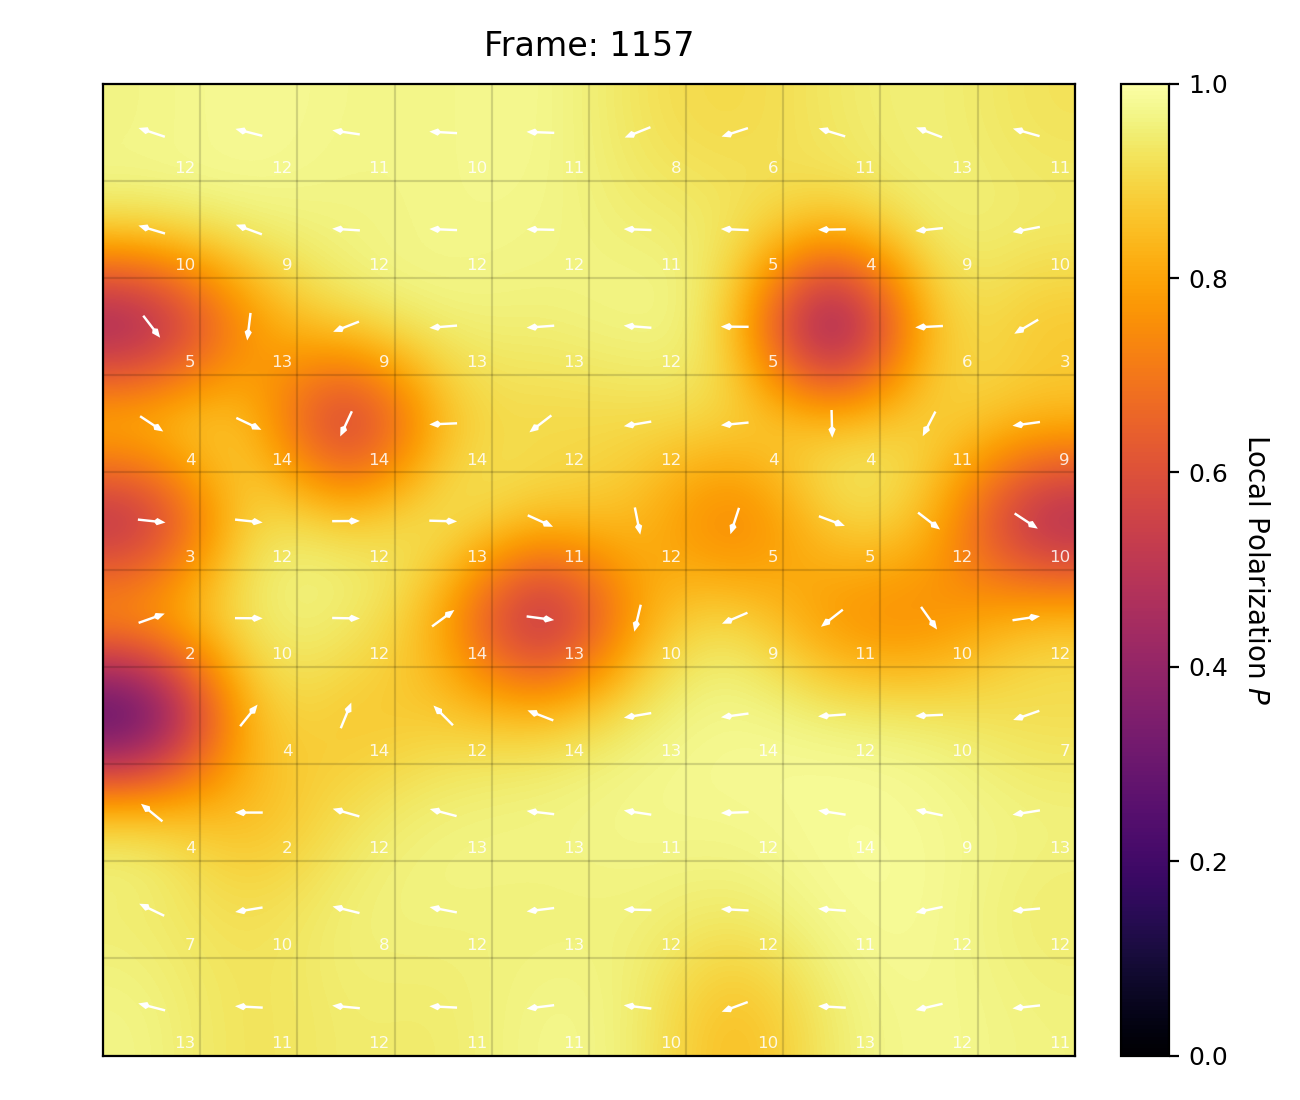 Frame: 1157
12 12 11 10 11 8 6 11 13 11
10 9 12 12 12 11 5 4 9 10
5 13 9 13 13 12 5 6 3
4 14 14 14 12 12 4 4 11 9
3 12 12 13 11 12 5 5 12 10
2 10 12 14 13 10 9 11 10 12
4 14 12 14 13 14 12 10 7
4 2 12 13 13 11 12 14 9 13
7 10 8 12 13 12 12 11 12 12
13 11 12 11 11 10 10 13 12 11
1.0
0.8
0.6
0.4
0.2
0.0
Local Polarization P